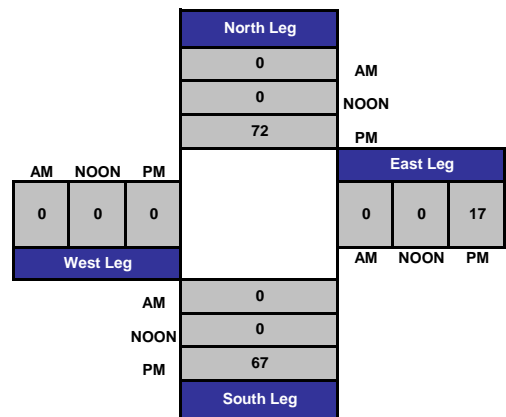 North Leg
0
AM
0
NOON
72
PM
AM NOON PM
East Leg
0 0 0
0 0 17
West Leg
AM NOON PM
AM
0
NOON
0
PM
67
South Leg